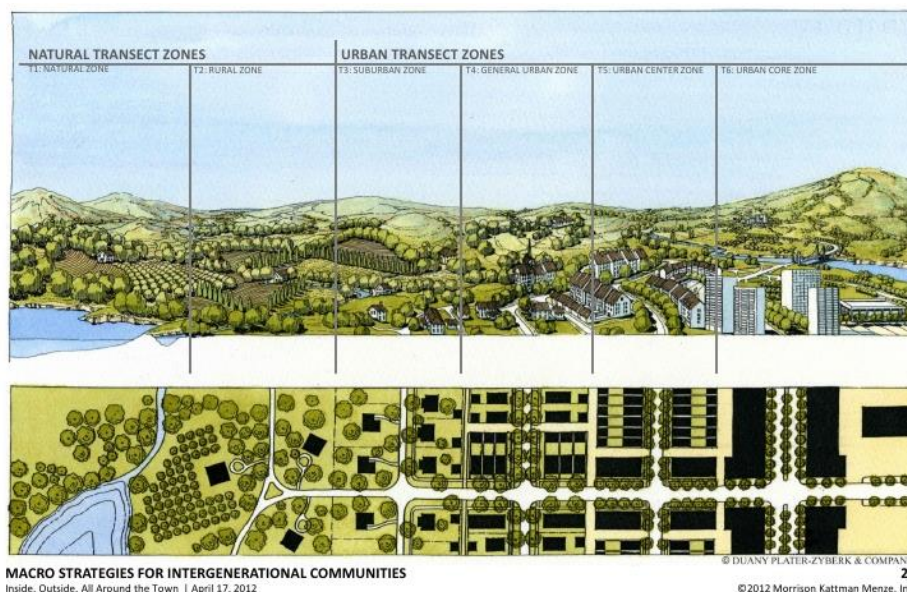 NATURAL TRANSECT ZONES
URBAN TRANSECT ZONES
T1: NATURAL ZONE
T2: RURAL ZONE
T3: SUBURBAN ZONE
T4: GENERAL URBAN ZONE
T5: URBAN CENTER ZONE
T6: URBAN CORE ZONE
© DUANY PLATER-ZYBERK & COMPAN
MACRO STRATEGIES FOR INTERGENERATIONAL COMMUNITIES
2
Inside, Outside, All Around the Town | April 17, 2012
©2012 Morrison Kattman Menze, In